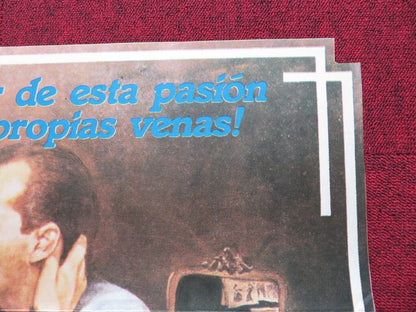 de esta pasión
propias venas!